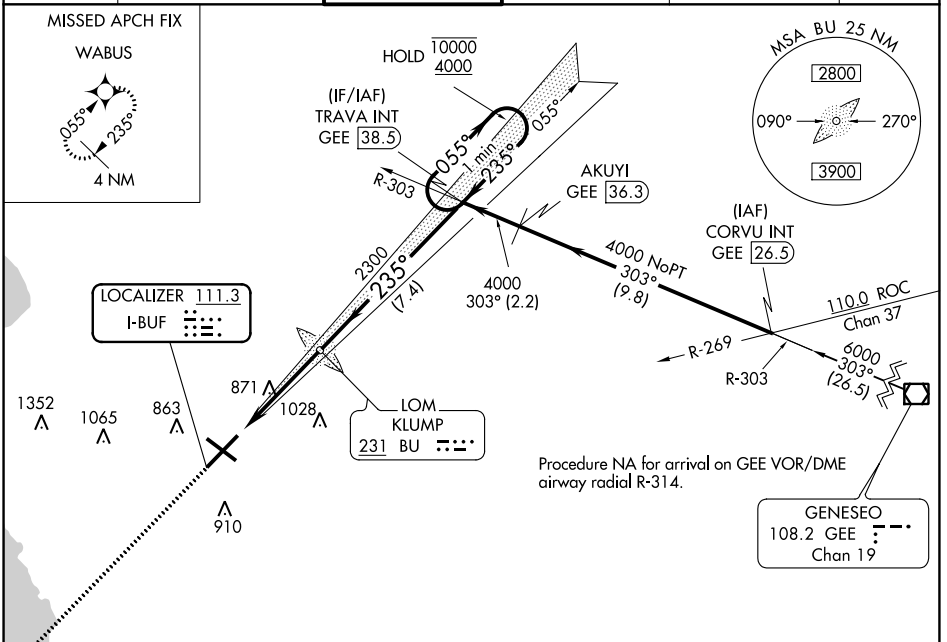 MISSED APCH FIX
WABUS
055°
235°
4 NM
HOLD 10000
4000
(IF/IAF)
TRAVA INT
GEE 38.5
R-303
055°
1 min
235°
055°
MSA BU 25 NM
2800
090°
270°
3900
AKUYI
GEE 36.3
(IAF)
CORVU INT
GEE 26.5
4000 NoPT
303°
(9.8)
4000
303° (2.2)
2300
235°
(7.4)
110.0 ROC
Chan 37
R-269
R-303
6000
303°
(26.5)
LOCALIZER 111.3
I-BUF
871
1028
1352
1065
863
910
LOM
KLUMP
231 BU
Procedure NA for arrival on GEE VOR/DME
airway radial R-314.
GENESEO
108.2 GEE
Chan 19